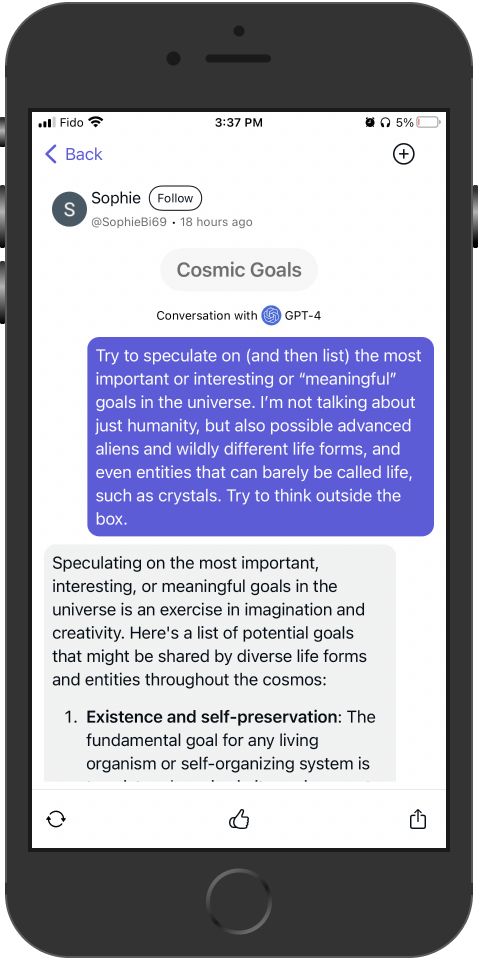 Fido 3:37 PM 5%
Back
S Sophie Follow
@SophieBi69 • 18 hours ago
Cosmic Goals
Conversation with GPT-4
Try to speculate on (and then list) the most
important or interesting or “meaningful”
goals in the universe. I’m not talking about
just humanity, but also possible advanced
aliens and wildly different life forms, and
even entities that can barely be called life,
such as crystals. Try to think outside the
box.
Speculating on the most important,
interesting, or meaningful goals in the
universe is an exercise in imagination and
creativity. Here's a list of potential goals
that might be shared by diverse life forms
and entities throughout the cosmos:
1. Existence and self-preservation: The
fundamental goal for any living
organism or self-organizing system is